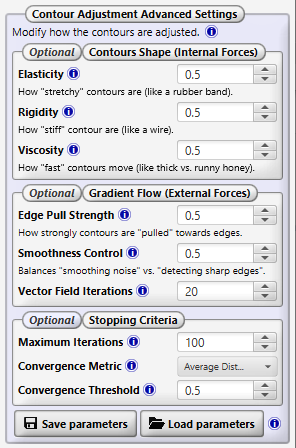 Contour Adjustment Advanced Settings
Modify how the contours are adjusted.
Optional Contours Shape (Internal Forces)
Elasticity 0.5
How "stretchy" contours are (like a rubber band).
Rigidity 0.5
How "stiff" contour are (like a wire).
Viscosity 0.5
How "fast" contours move (like thick vs. runny honey).
Optional Gradient Flow (External Forces)
Edge Pull Strength 0.5
How strongly contours are "pulled" towards edges.
Smoothness Control 0.5
Balances "smoothing noise" vs. "detecting sharp edges".
Vector Field Iterations 20
Optional Stopping Criteria
Maximum Iterations 100
Convergence Metric Average Dist...
Convergence Threshold 0.5
Save parameters Load parameters